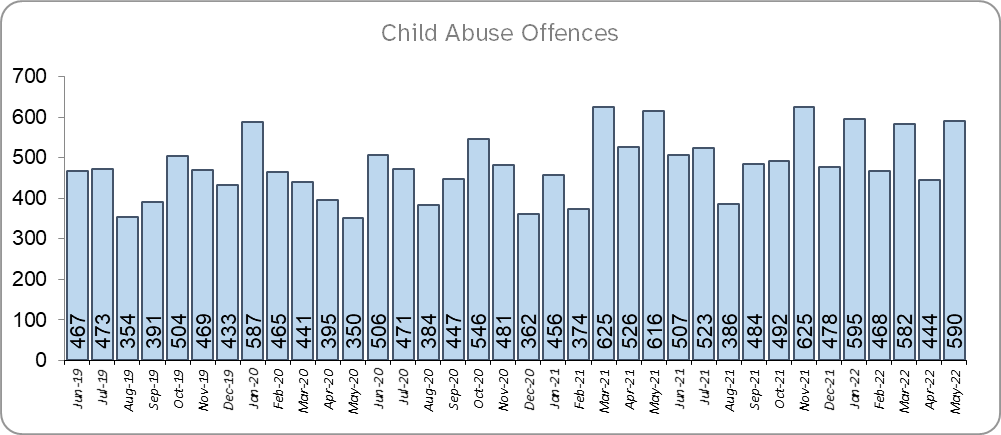 Child Abuse Offences
700
600
500
400
300
200
100
0
467 473 354 391 504 469 433 587 465 441 395 350 506 471 384 447 546 481 362 456 374 625 526 616 507 523 386 484 492 625 478 595 468 582 444 590
Jun-19 Jul-19 Aug-19 Sep-19 Oct-19 Nov-19 Dec-19 Jan-20 Feb-20 Mar-20 Apr-20 May-20 Jun-20 Jul-20 Aug-20 Sep-20 Oct-20 Nov-20 Dec-20 Jan-21 Feb-21 Mar-21 Apr-21 May-21 Jun-21 Jul-21 Aug-21 Sep-21 Oct-21 Nov-21 Dec-21 Jan-22 Feb-22 Mar-22 Apr-22 May-22